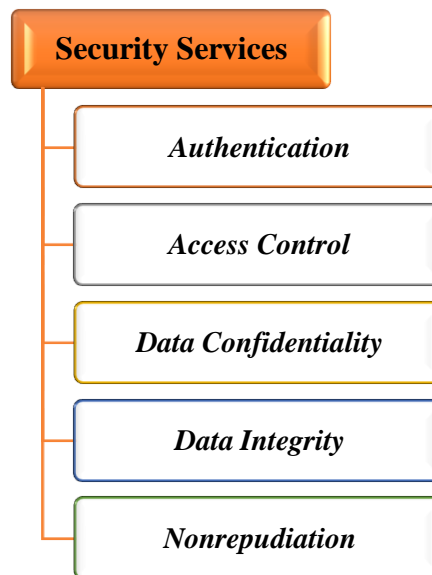 Security Services
Authentication
Access Control
Data Confidentiality
Data Integrity
Nonrepudiation